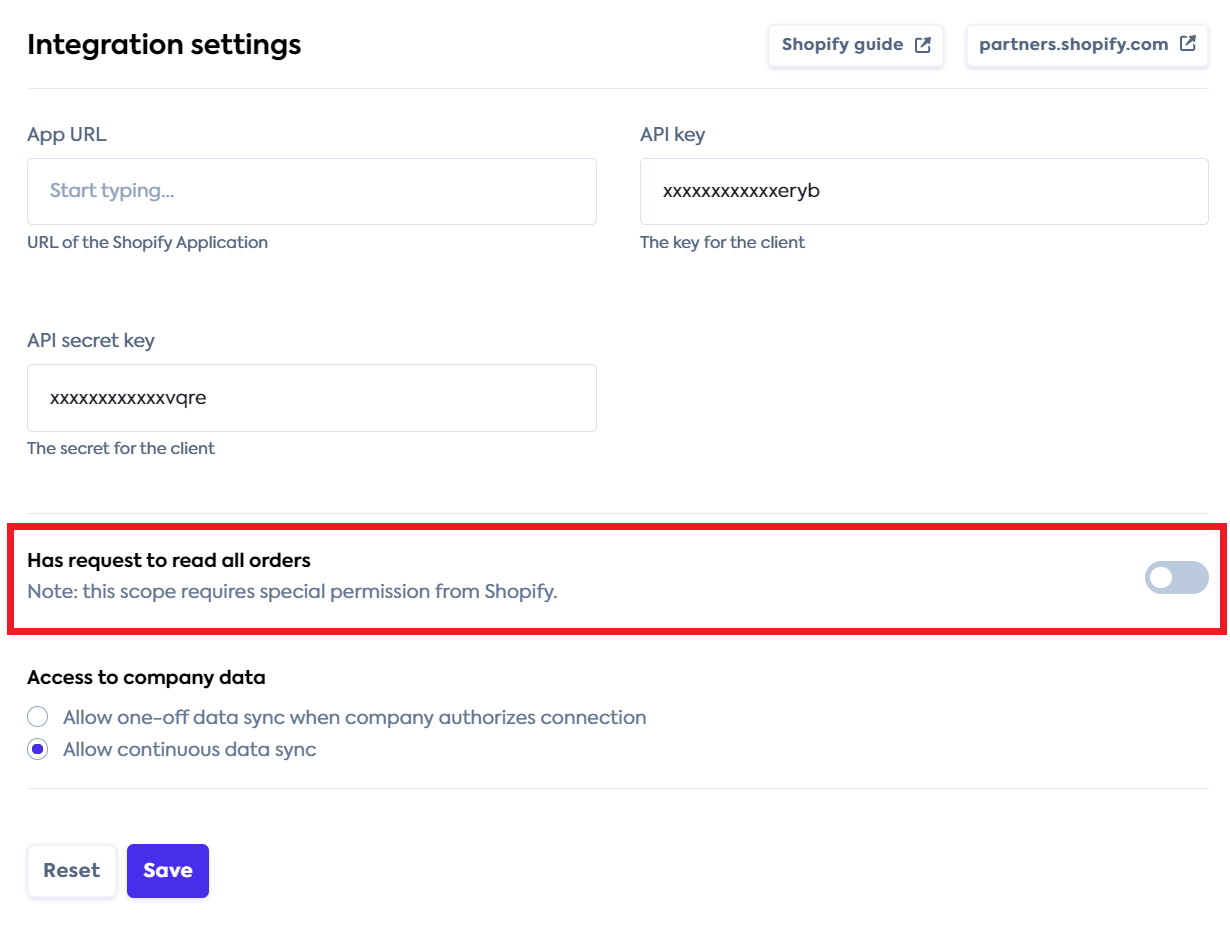 Integration settings
Shopify guide
partners.shopify.com
App URL
API key
Start typing...
xxxxxxxxxxxxeryb
URL of the Shopify Application
The key for the client
API secret key
xxxxxxxxxxxxvqre
The secret for the client
Has request to read all orders
Note: this scope requires special permission from Shopify.
Access to company data
Allow one-off data sync when company authorizes connection
Allow continuous data sync
Reset
Save